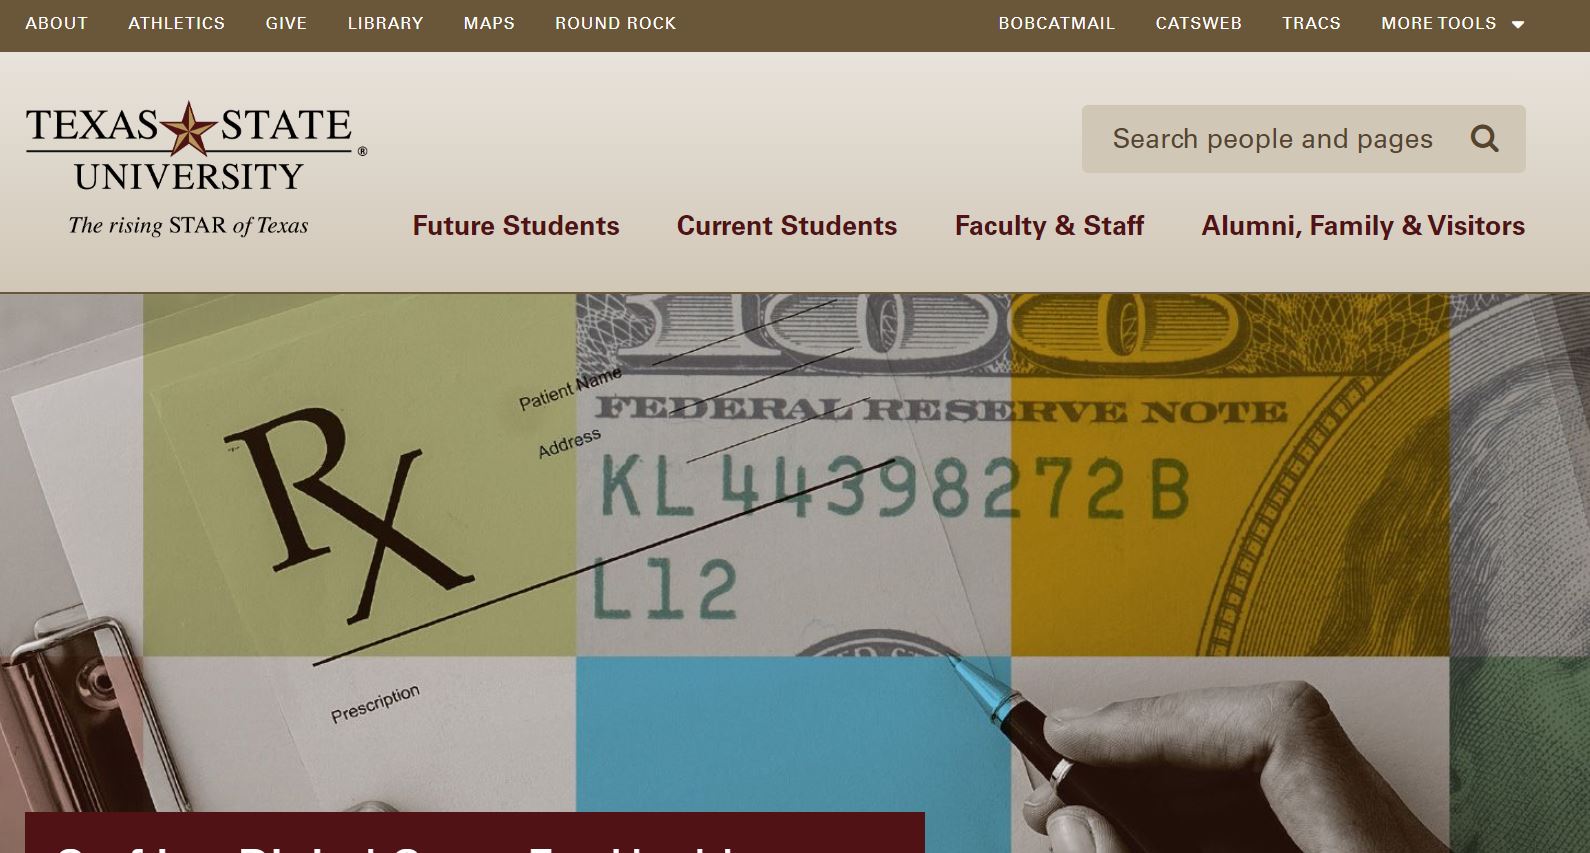 ABOUT ATHLETICS GIVE LIBRARY MAPS ROUND ROCK BOBCATMAIL CATSWEB TRACS MORE TOOLS
TEXAS STATE
UNIVERSITY
®
The rising STAR of Texas
Search people and pages
Future Students Current Students Faculty & Staff Alumni, Family & Visitors
100
Patient Name
FEDERAL RESERVE NOTE
Address
Rx
KL 44398272 B
L12
Prescription